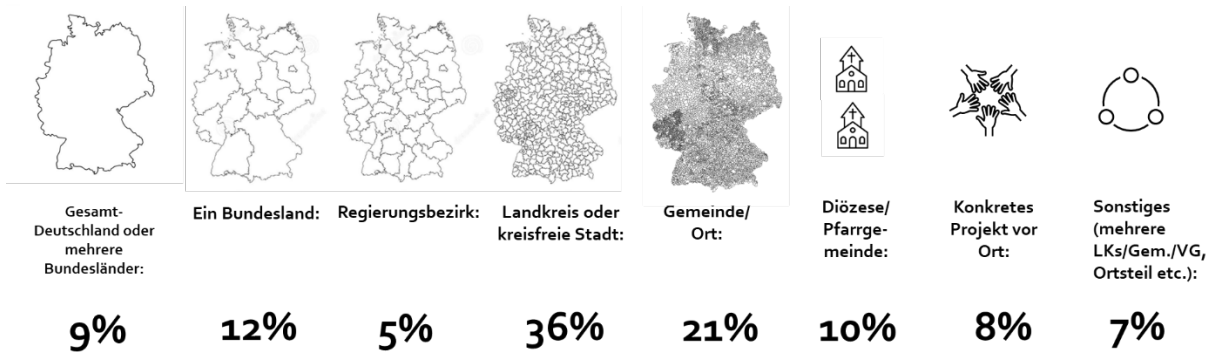 Gesamt-
Deutschland oder
mehrere
Bundesländer:
9%
Ein Bundesland:
12%
Regierungsbezirk:
5%
Landkreis oder
kreisfreie Stadt:
36%
Gemeinde/
Ort:
21%
Diözese/
Pfarrge-
meinde:
10%
Konkretes
Projekt vor
Ort:
8%
Sonstiges
(mehrere
LKs/Gem./VG,
Ortsteil etc.):
7%